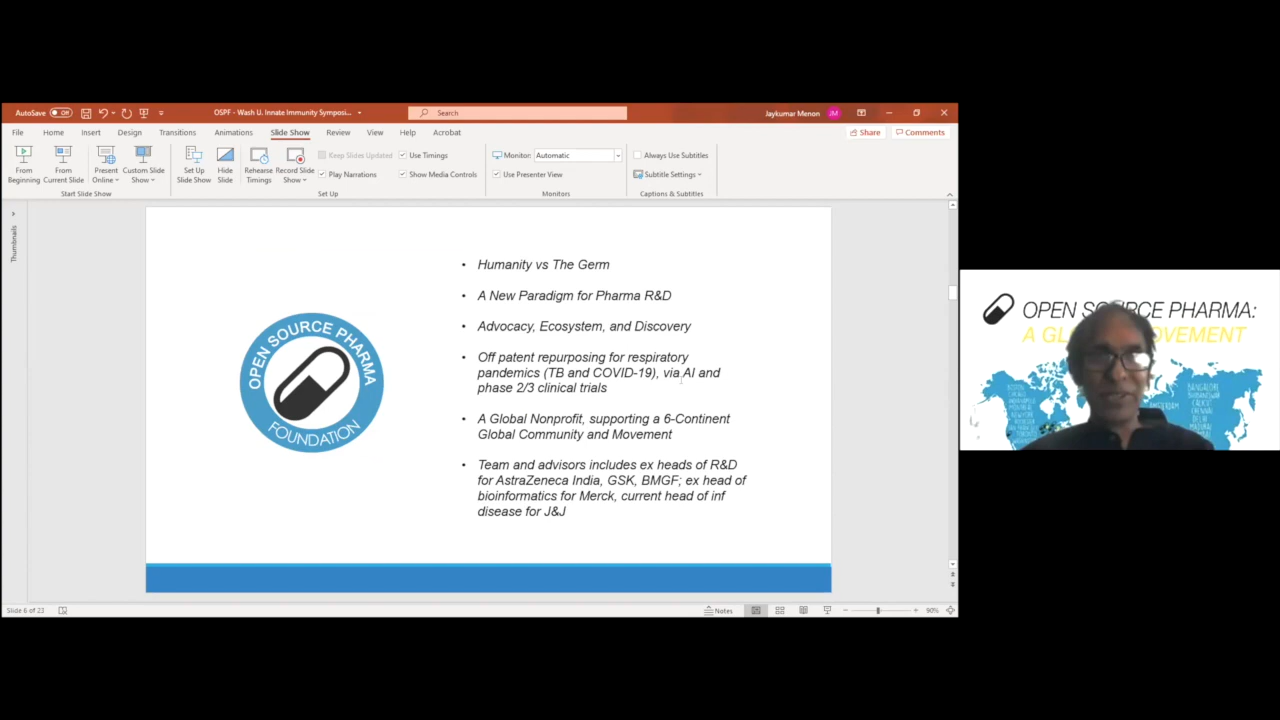 AutoSave Off
OSPF - Wash U. Innate Immunity Symposi...
Search
Jaykumar Menon JM
File Home Insert Design Transitions Animations Slide Show Review View Help Acrobat Share Comments
From Beginning
From Current Slide
Present Online
Custom Slide Show
Start Slide Show
Set Up Slide Show
Hide Slide
Rehearse Timings
Record Slide Show
Keep Slides Updated
Play Narrations
Use Timings
Show Media Controls
Set Up
Monitor: Automatic
Use Presenter View
Monitors
Always Use Subtitles
Subtitle Settings
Captions & Subtitles
Thumbnails
OPEN SOURCE PHARMA
FOUNDATION
• Humanity vs The Germ
• A New Paradigm for Pharma R&D
• Advocacy, Ecosystem, and Discovery
• Off patent repurposing for respiratory
pandemics (TB and COVID-19), via AI and
phase 2/3 clinical trials
• A Global Nonprofit, supporting a 6-Continent
Global Community and Movement
• Team and advisors includes ex heads of R&D
for AstraZeneca India, GSK, BMGF; ex head of
bioinformatics for Merck, current head of inf
disease for J&J
Slide 6 of 23
Notes
90%
OPEN SOURCE PHARMA:
BANGALORE
CHENNAI
DELHI